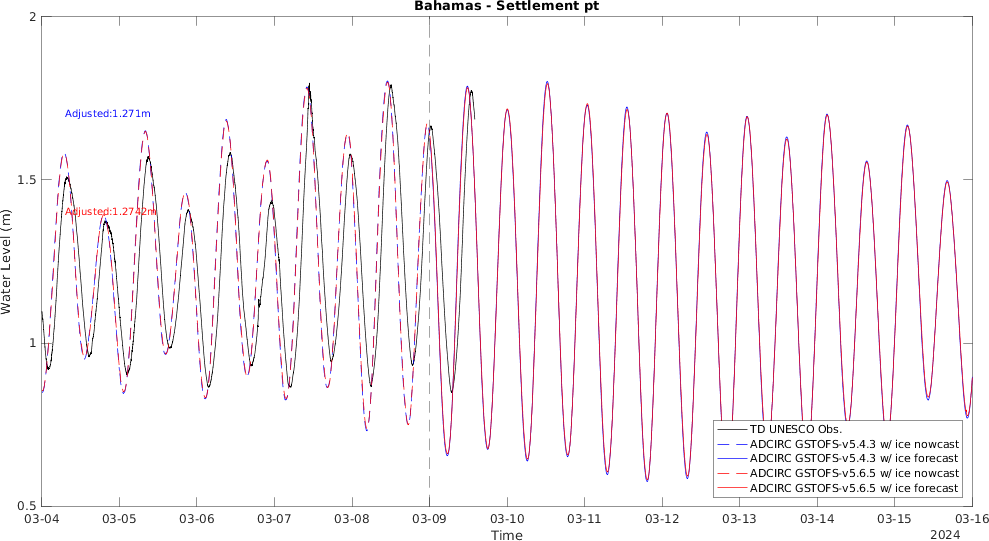 Bahamas - Settlement pt
Water Level (m)
2
1.5
1
0.5
Adjusted:1.271m
Adjusted:1.2742m
TD UNESCO Obs.
ADCIRC GSTOFS-v5.4.3 w/ ice nowcast
ADCIRC GSTOFS-v5.4.3 w/ ice forecast
ADCIRC GSTOFS-v5.6.5 w/ ice nowcast
ADCIRC GSTOFS-v5.6.5 w/ ice forecast
03-04 03-05 03-06 03-07 03-08 03-09 03-10 03-11 03-12 03-13 03-14 03-15 03-16
Time
2024